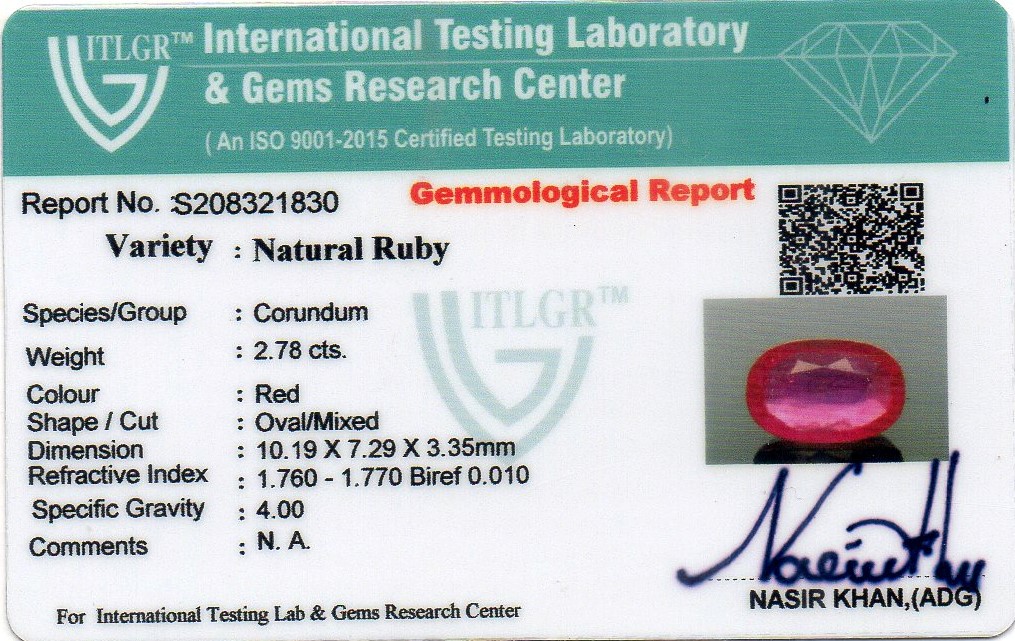 ITLGR™ International Testing Laboratory
& Gems Research Center
( An ISO 9001-2015 Certified Testing Laboratory)
Report No. :S208321830
Gemmological Report
Variety : Natural Ruby
ITLGR™
Species/Group : Corundum
Weight : 2.78 cts.
Colour : Red
Shape / Cut : Oval/Mixed
Dimension : 10.19 X 7.29 X 3.35mm
Refractive Index : 1.760 - 1.770 Biref 0.010
Specific Gravity : 4.00
Comments : N. A.
NASIR KHAN,(ADG)
For International Testing Lab & Gems Research Center